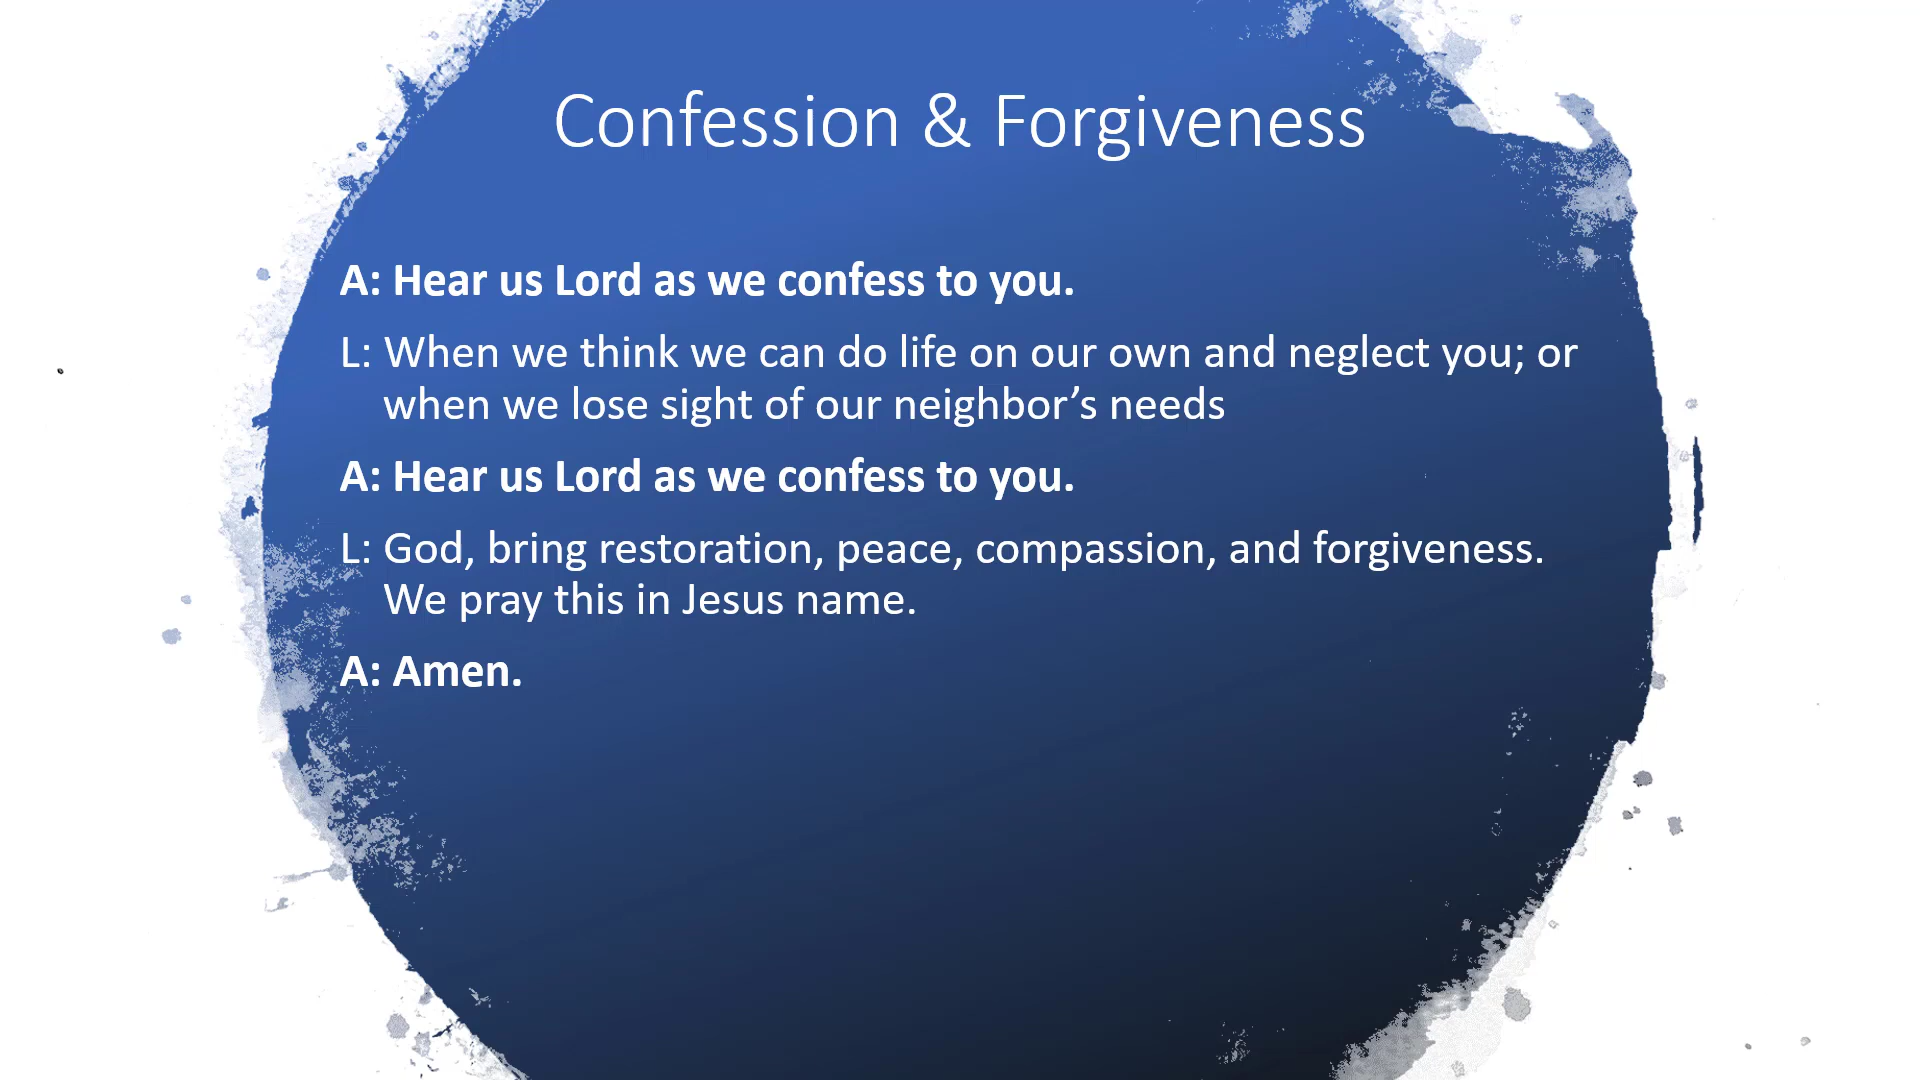 Confession & Forgiveness
A: Hear us Lord as we confess to you.
L: When we think we can do life on our own and neglect you; or
when we lose sight of our neighbor’s needs
A: Hear us Lord as we confess to you.
L: God, bring restoration, peace, compassion, and forgiveness.
We pray this in Jesus name.
A: Amen.